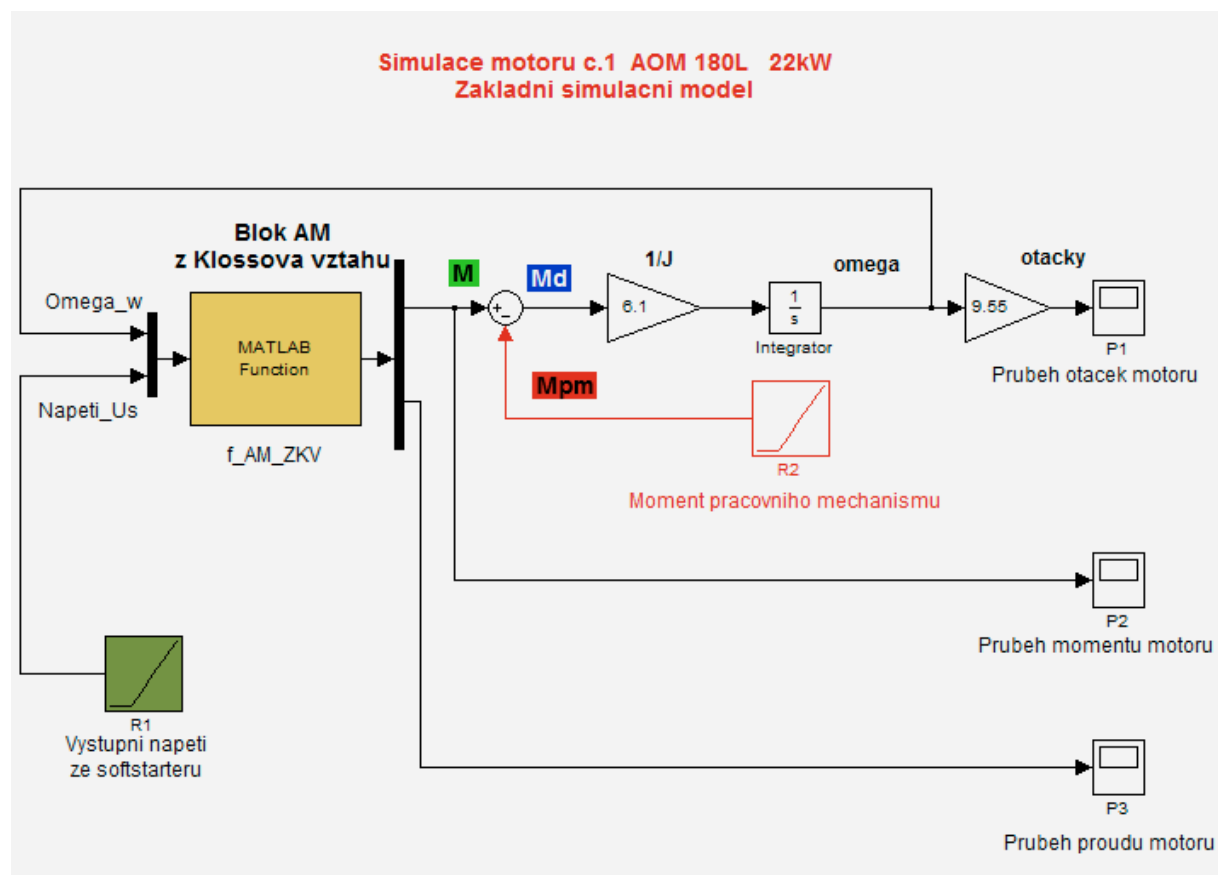 Simulace motoru c.1 AOM 180L 22kW
Zakladni simulacni model
Blok AM
z Klossova vztahu
Omega_w
Napeti_Us
MATLAB
Function
f_AM_ZKV
M
+
−
Md
1/J
6.1
1
s
Integrator
omega
otacky
9.55
P1
Prubeh otacek motoru
Mpm
R2
Moment pracovniho mechanismu
P2
Prubeh momentu motoru
R1
Vystupni napeti
ze softstarteru
P3
Prubeh proudu motoru